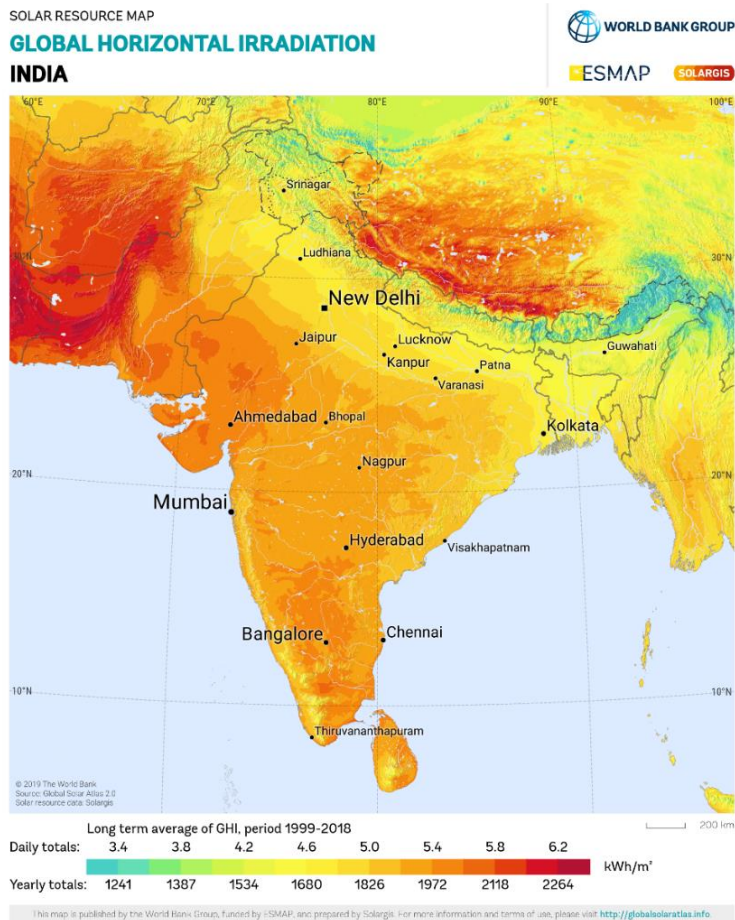 SOLAR RESOURCE MAP
GLOBAL HORIZONTAL IRRADIATION
INDIA
WORLD BANK GROUP
ESMAP
SOLARGIS
60°E 70°E 80°E 90°E 100°E
Srinagar
Ludhiana
30°N
New Delhi
Jaipur
Lucknow
Guwahati
Kanpur
Patna
Varanasi
Ahmedabad
Bhopal
Kolkata
Nagpur
20°N 20°N
Mumbai
Hyderabad
Visakhapatnam
Bangalore
Chennai
10°N 10°N
Thiruvananthapuram
© 2019 The World Bank
Source: Global Solar Atlas 2.0
Solar resource data: Solargis
200 km
Long term average of GHI, period 1999-2018
Daily totals: 3.4 3.8 4.2 4.6 5.0 5.4 5.8 6.2
kWh/m²
Yearly totals: 1241 1387 1534 1680 1826 1972 2118 2264
This map is published by the World Bank Group, funded by ESMAP, and prepared by Solargis. For more information and terms of use, please visit http://globalsolaratlas.info.